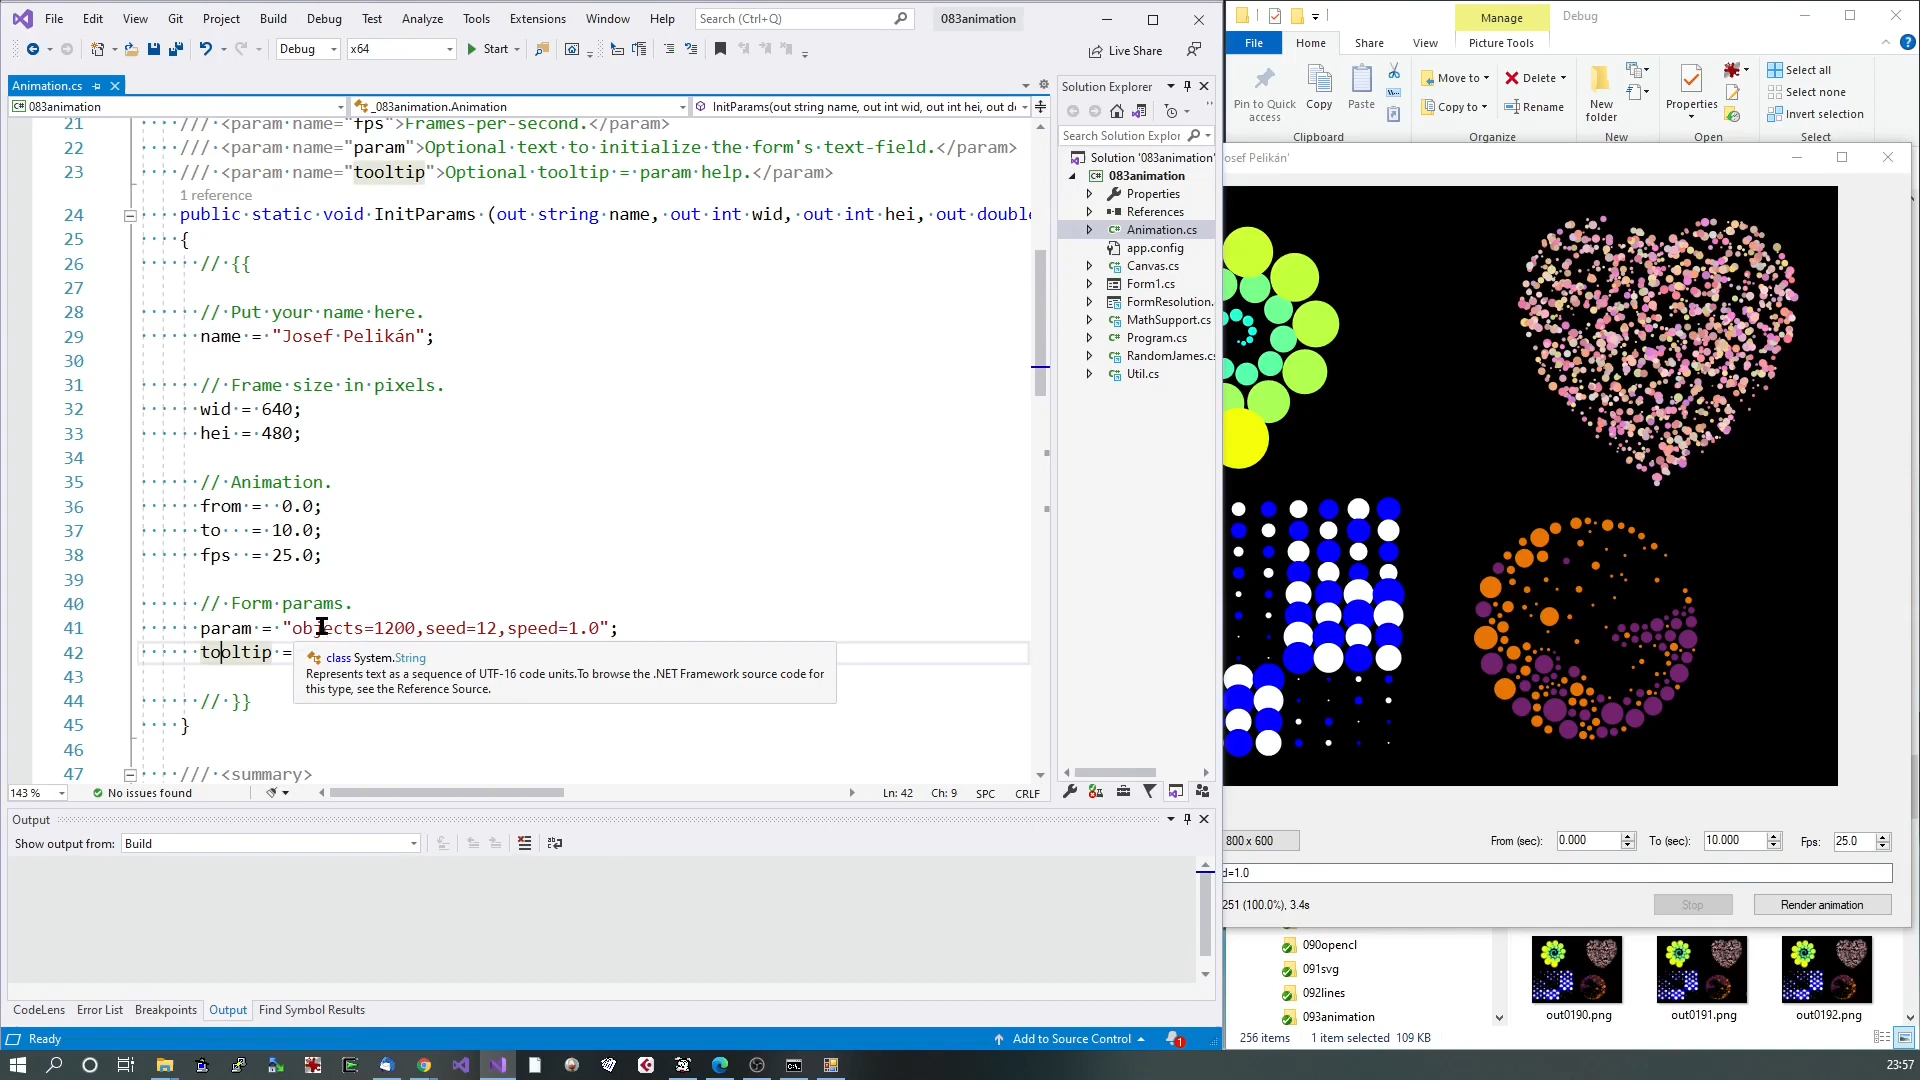 File Edit View Git Project Build Debug Test Analyze Tools Extensions Window Help Search (Ctrl+Q) 083animation
Debug x64 Start Live Share
Animation.cs
083animation _083animation.Animation InitParams(out string name, out int wid, out int hei, out d
21 /// <param name="fps">Frames-per-second.</param>
22 /// <param name="param">Optional text to initialize the form's text-field.</param>
23 /// <param name="tooltip">Optional tooltip = param help.</param>
1 reference
24 public static void InitParams (out string name, out int wid, out int hei, out double
25 {
26 // {{
27
28 // Put your name here.
29 name = "Josef Pelikán";
30
31 // Frame size in pixels.
32 wid = 640;
33 hei = 480;
34
35 // Animation.
36 from = 0.0;
37 to = 10.0;
38 fps = 25.0;
39
40 // Form params.
41 param = "objects=1200,seed=12,speed=1.0";
42 tooltip =
43
44 // }}
45 }
46
47 /// <summary>
class System.String
Represents text as a sequence of UTF-16 code units.To browse the .NET Framework source code for
this type, see the Reference Source.
143 % No issues found Ln: 42 Ch: 9 SPC CRLF
Output
Show output from: Build
CodeLens Error List Breakpoints Output Find Symbol Results
Ready Add to Source Control 1
Solution Explorer
Search Solution Explor
Solution '083animation'
083animation
Properties
References
Animation.cs
app.config
Canvas.cs
Form1.cs
FormResolution.
MathSupport.cs
Program.cs
RandomJames.cs
Util.cs
Manage Debug
File Home Share View Picture Tools
Pin to Quick access Copy Paste
Move to Copy to Delete Rename
New folder
Properties
Select all
Select none
Invert selection
Clipboard Organize New Open Select
osef Pelikán'
800 x 600 From (sec): 0.000 To (sec): 10.000 Fps: 25.0
d=1.0
251 (100.0%), 3.4s Stop Render animation
090opencl
091svg
092lines
093animation
out0190.png out0191.png out0192.png
256 items 1 item selected 109 KB
23:57